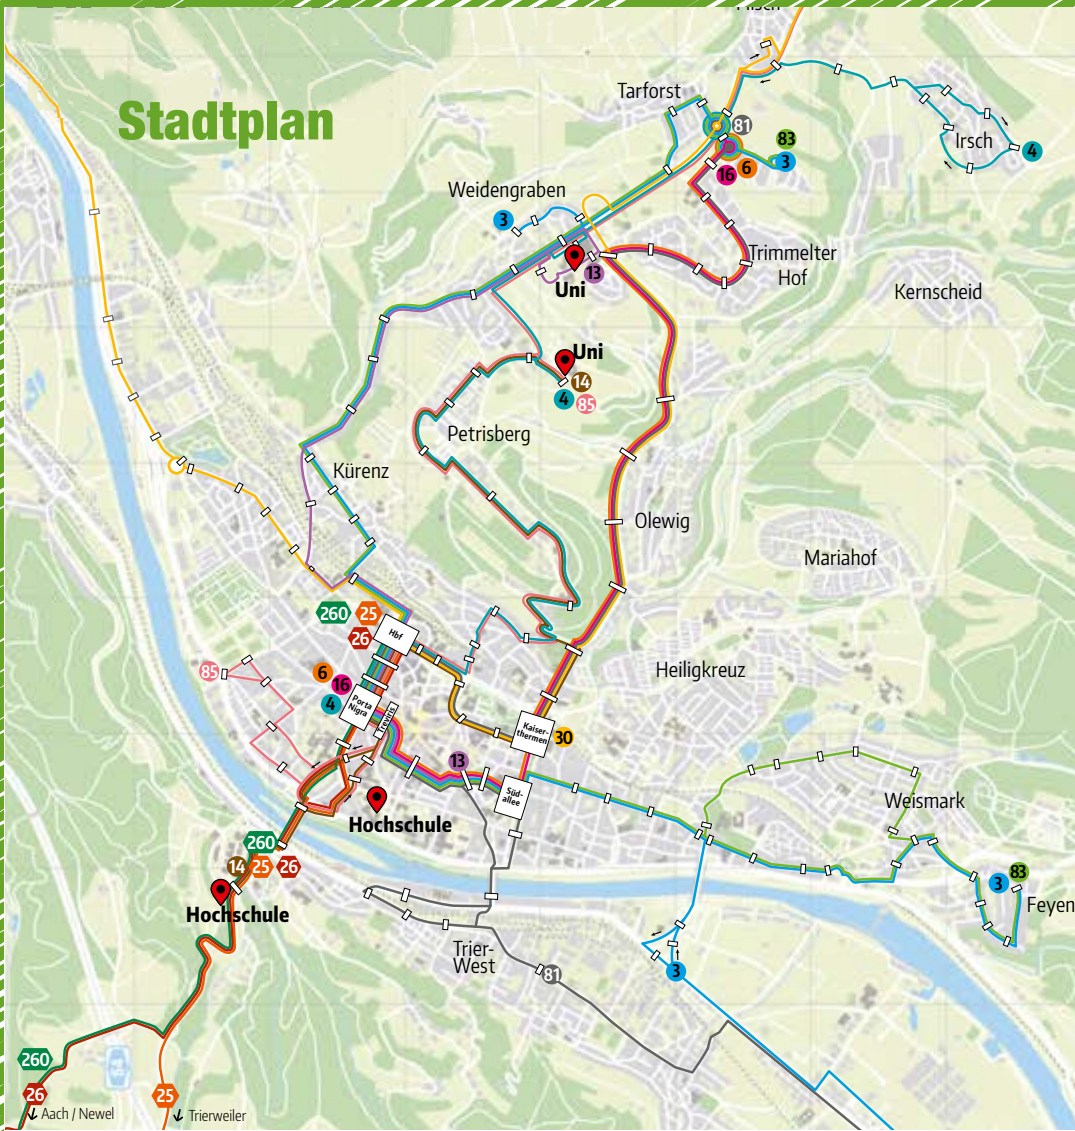 Stadtplan
Tarforst
81
83
Irsch
4
16
6
3
Weidengraben
3
Trimmelter
Hof
13
Uni
Kernscheid
Uni
14
4
85
Petrisberg
Kürenz
Olewig
Mariahof
260
25
26
Hbf
Heiligkreuz
85
6
16
4
Porta
Nigra
Treviris
Kaiser-
thermen
30
13
Süd-
allee
Weismark
Hochschule
260
14
25
26
83
3
Hochschule
Feyen
Trier-
West
81
3
260
26
25
Aach / Newel
Trierweiler